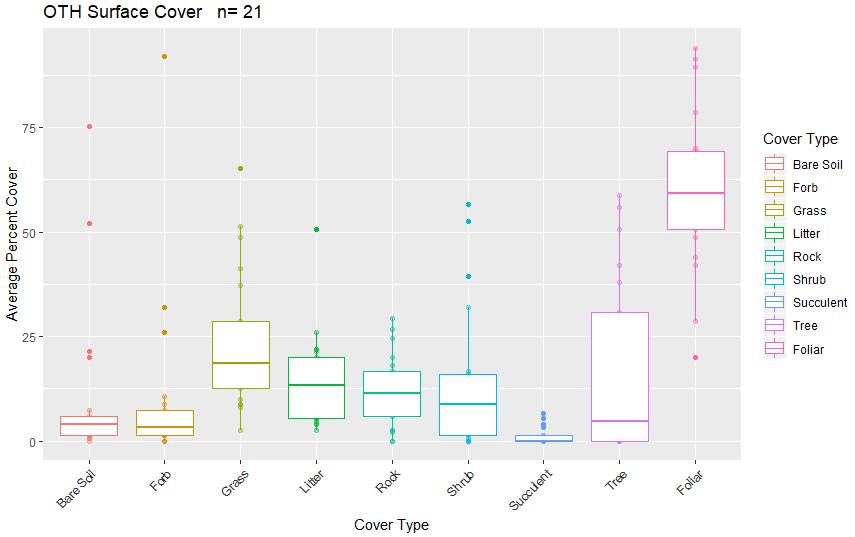 OTH Surface Cover n= 21
Average Percent Cover
75
50
25
0
Bare Soil
Forb
Grass
Litter
Rock
Shrub
Succulent
Tree
Foliar
Cover Type
Cover Type
Bare Soil
Forb
Grass
Litter
Rock
Shrub
Succulent
Tree
Foliar